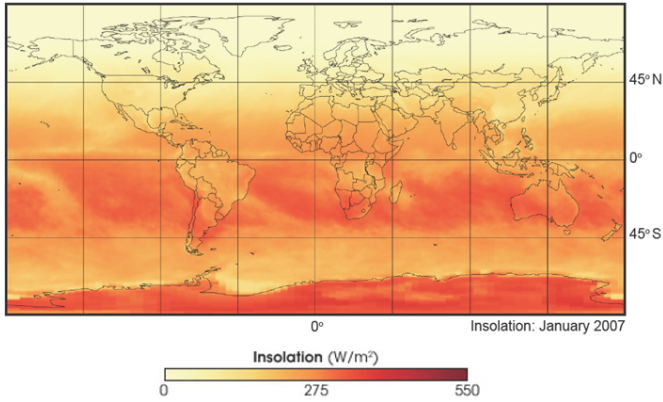 45° N
0°
45° S
0°
Insolation: January 2007
Insolation (W/m²)
0 275 550